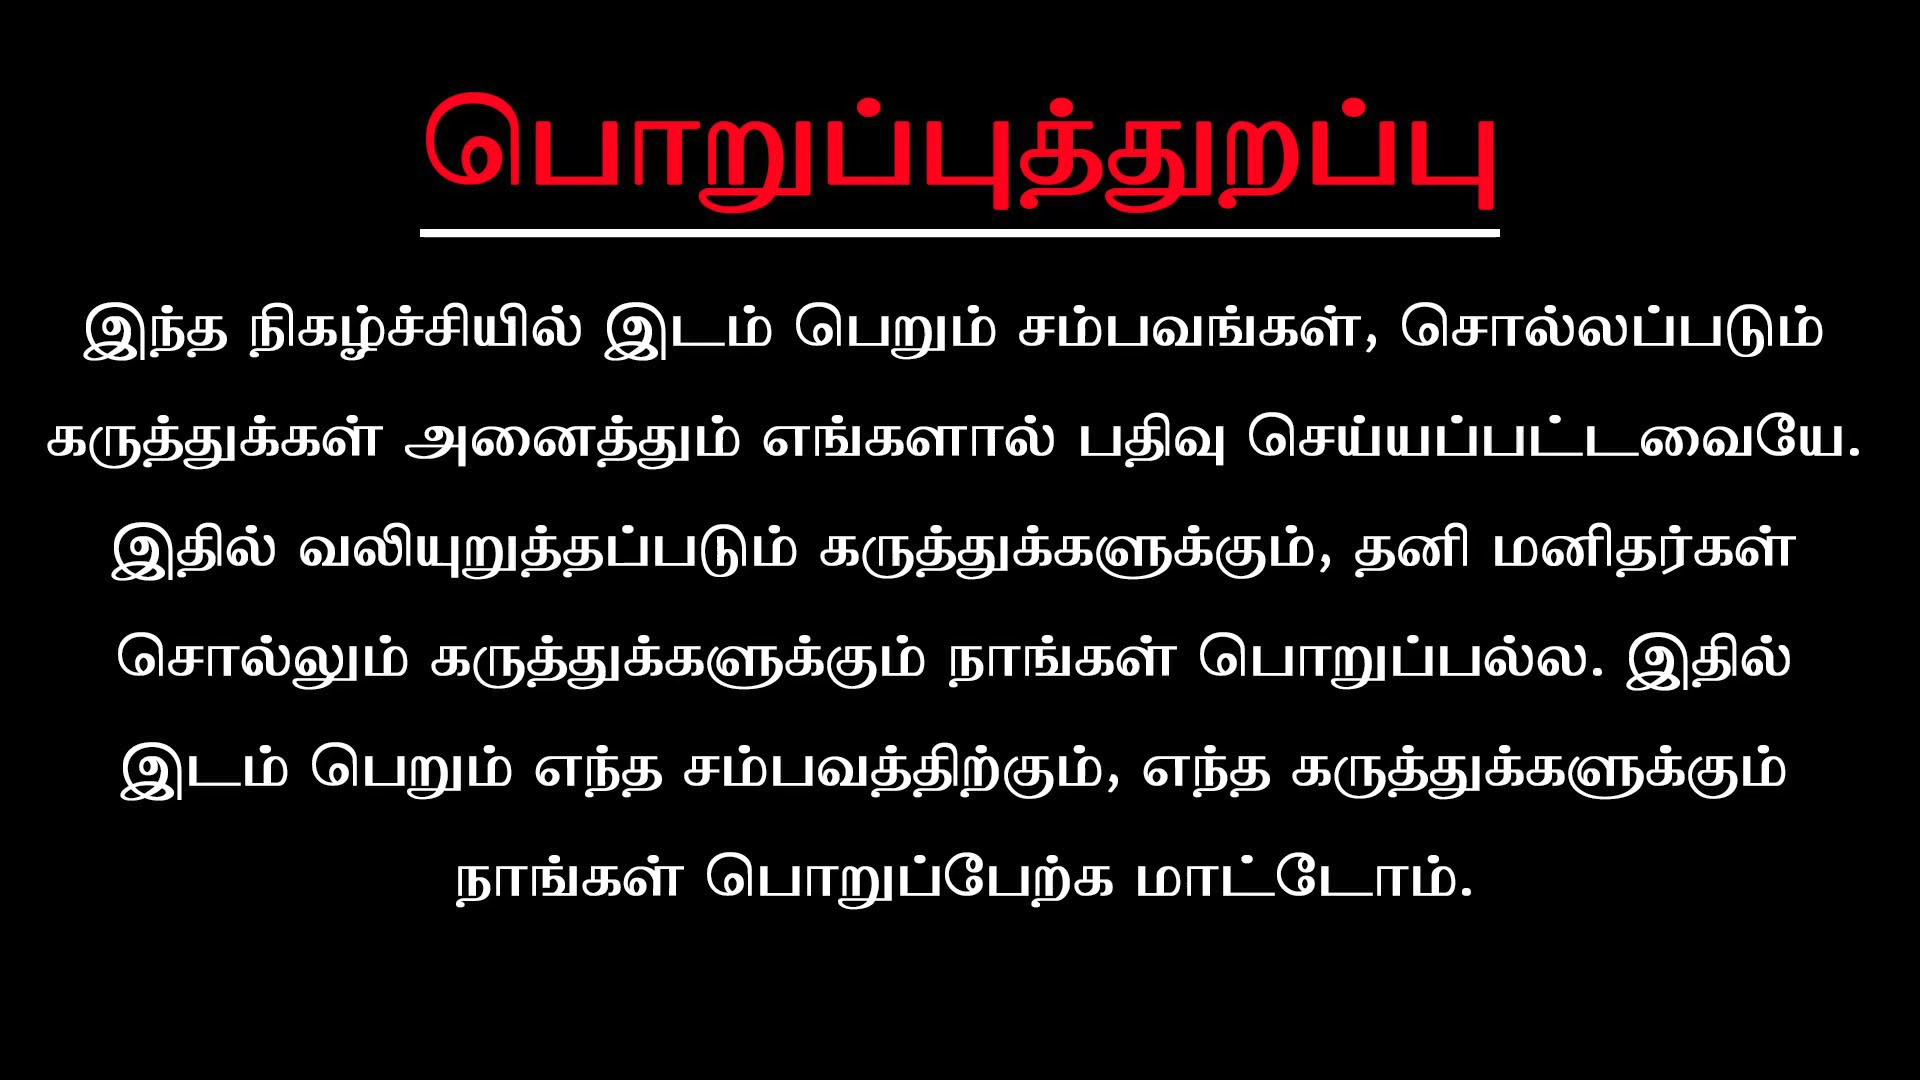 பொறுப்புத்துறப்பு
இந்த நிகழ்ச்சியில் இடம் பெறும் சம்பவங்கள், சொல்லப்படும்
கருத்துக்கள் அனைத்தும் எங்களால் பதிவு செய்யப்பட்டவையே.
இதில் வலியுறுத்தப்படும் கருத்துக்களுக்கும், தனி மனிதர்கள்
சொல்லும் கருத்துக்களுக்கும் நாங்கள் பொறுப்பல்ல. இதில்
இடம் பெறும் எந்த சம்பவத்திற்கும், எந்த கருத்துக்களுக்கும்
நாங்கள் பொறுப்பேற்க மாட்டோம்.